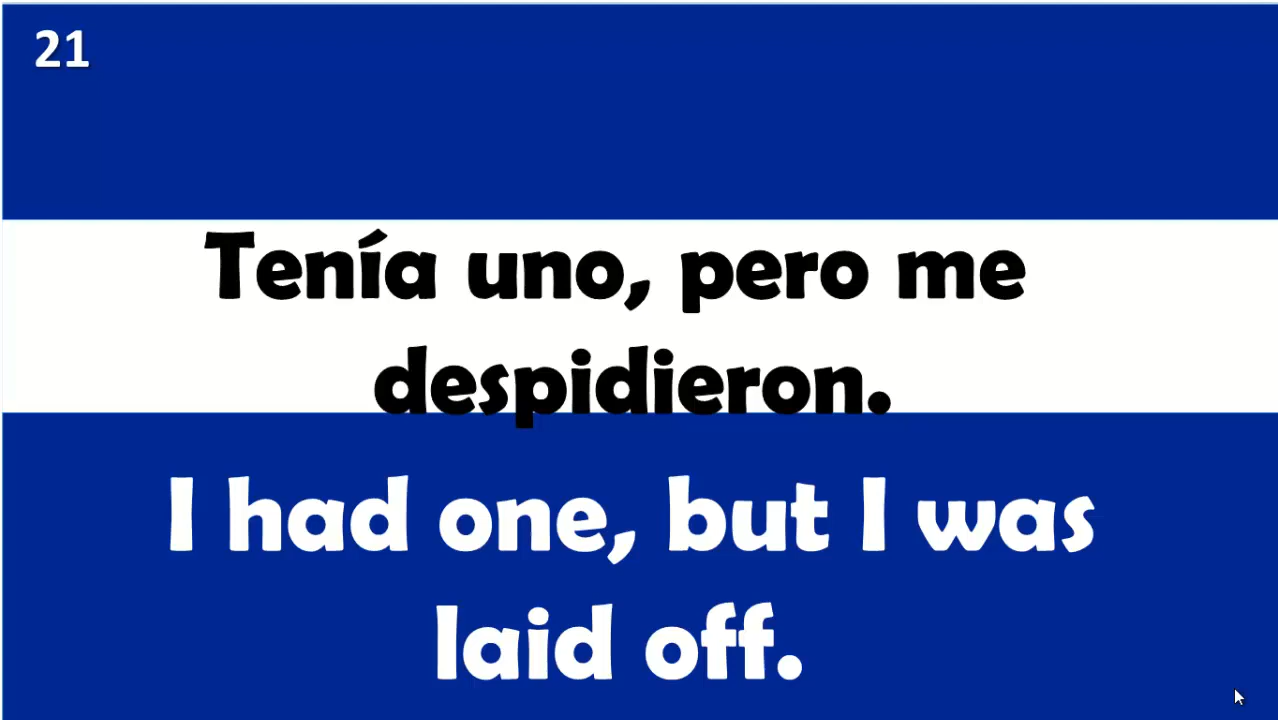 21
Tenía uno, pero me
despidieron.
I had one, but I was
laid off.